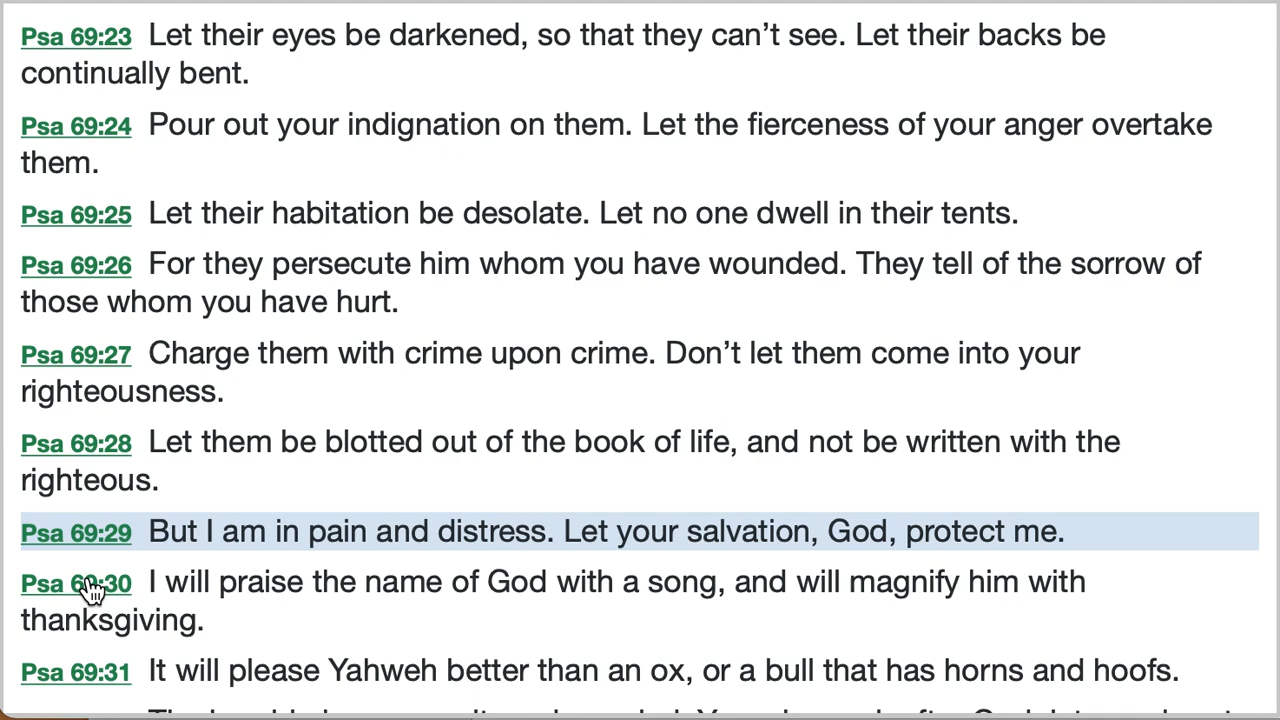 Psa 69:23 Let their eyes be darkened, so that they can’t see. Let their backs be
continually bent.
Psa 69:24 Pour out your indignation on them. Let the fierceness of your anger overtake
them.
Psa 69:25 Let their habitation be desolate. Let no one dwell in their tents.
Psa 69:26 For they persecute him whom you have wounded. They tell of the sorrow of
those whom you have hurt.
Psa 69:27 Charge them with crime upon crime. Don’t let them come into your
righteousness.
Psa 69:28 Let them be blotted out of the book of life, and not be written with the
righteous.
Psa 69:29 But I am in pain and distress. Let your salvation, God, protect me.
Psa 69:30 I will praise the name of God with a song, and will magnify him with
thanksgiving.
Psa 69:31 It will please Yahweh better than an ox, or a bull that has horns and hoofs.